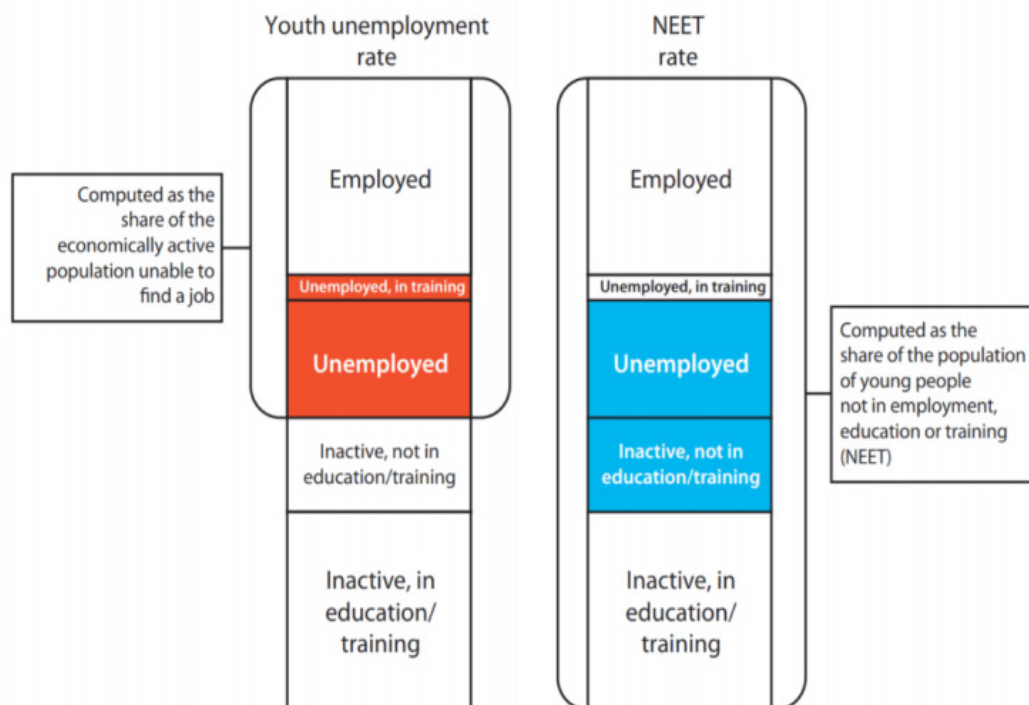 Youth unemployment
rate
NEET
rate
Computed as the
share of the
economically active
population unable to
find a job
Employed
Unemployed, in training
Unemployed
Inactive, not in
education/training
Inactive, in
education/
training
Employed
Unemployed, in training
Unemployed
Inactive, not in
education/training
Inactive, in
education/
training
Computed as the
share of the population
of young people
not in employment,
education or training
(NEET)